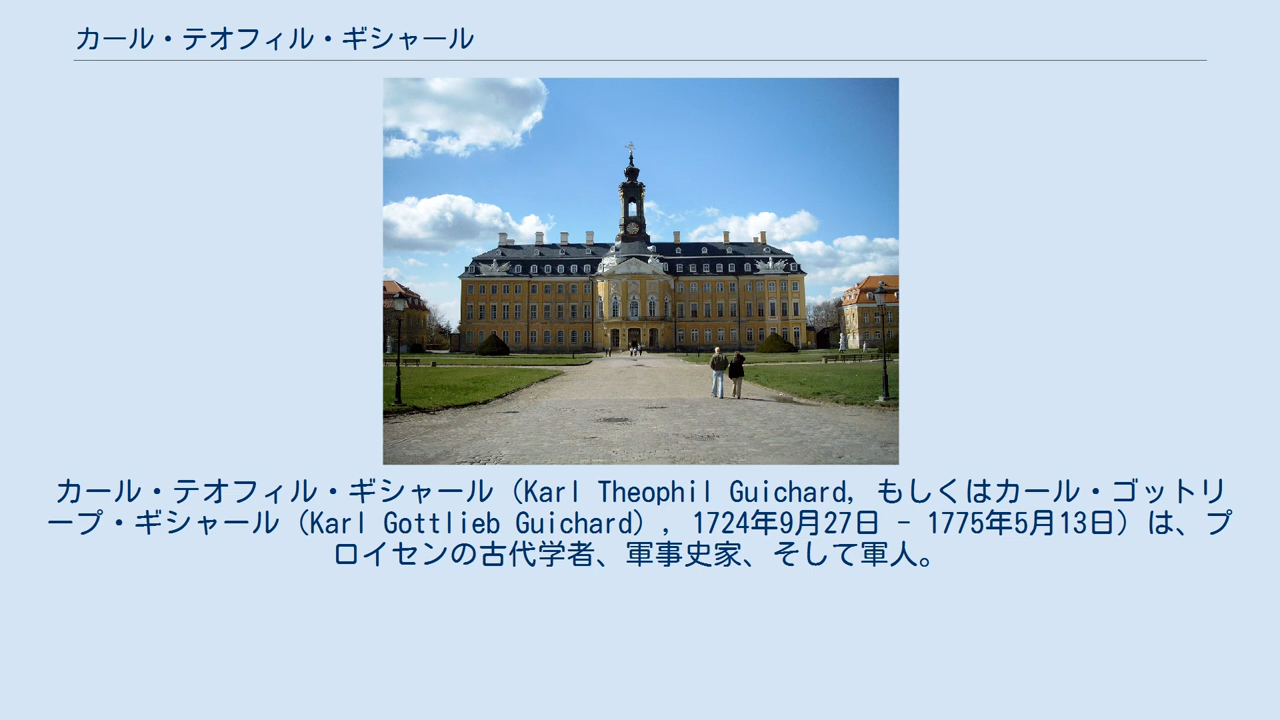 カール・テオフィル・ギシャール
カール・テオフィル・ギシャール（Karl Theophil Guichard, もしくはカール・ゴットリ
ープ・ギシャール（Karl Gottlieb Guichard）, 1724年9月27日 - 1775年5月13日）は、プ
ロイセンの古代学者、軍事史家、そして軍人。